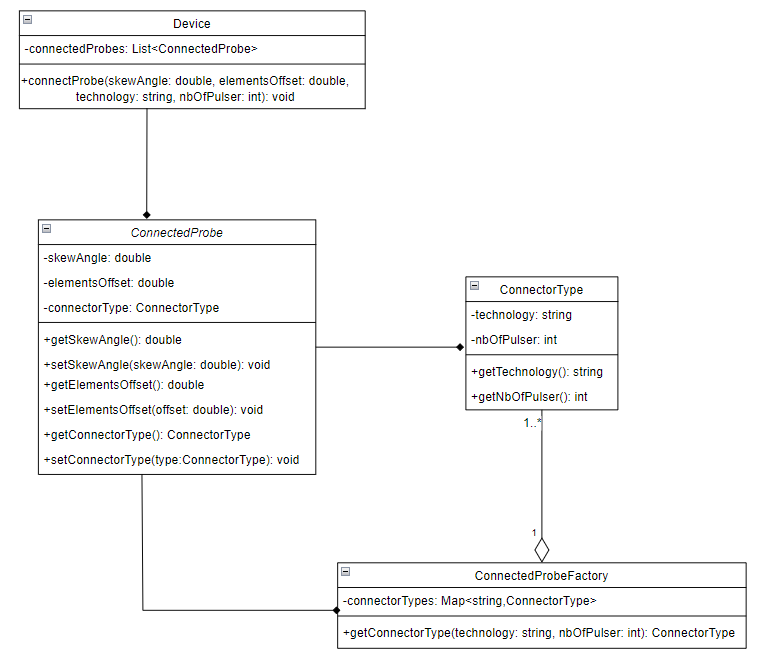 Device
-connectedProbes: List<ConnectedProbe>
+connectProbe(skewAngle: double, elementsOffset: double,
technology: string, nbOfPulser: int): void
ConnectedProbe
-skewAngle: double
-elementsOffset: double
-connectorType: ConnectorType
+getSkewAngle(): double
+setSkewAngle(skewAngle: double): void
+getElementsOffset(): double
+setElementsOffset(offset: double): void
+getConnectorType(): ConnectorType
+setConnectorType(type:ConnectorType): void
ConnectorType
-technology: string
-nbOfPulser: int
+getTechnology(): string
+getNbOfPulser(): int
1..*
1
ConnectedProbeFactory
-connectorTypes: Map<string,ConnectorType>
+getConnectorType(technology: string, nbOfPulser: int): ConnectorType